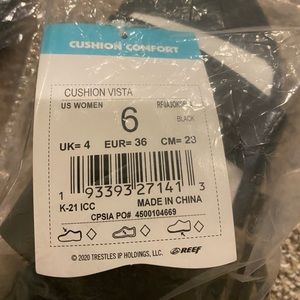 CUSHION COMFORT
CUSHION VISTA
US WOMEN
6
BLACK
UK= 4 EUR= 36 CM= 23
1 93393 27141 3
K-21 ICC MADE IN CHINA
CPSIA PO# 4500104669
© 2020 TRESTLES IP HOLDINGS, LLC. REEF